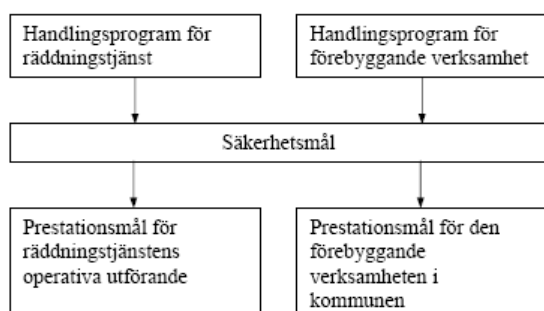 Handlingsprogram för
räddningstjänst
Handlingsprogram för
förebyggande verksamhet
Säkerhetsmål
Prestationsmål för
räddningstjänstens
operativa utförande
Prestationsmål för den
förebyggande
verksamheten i
kommunen